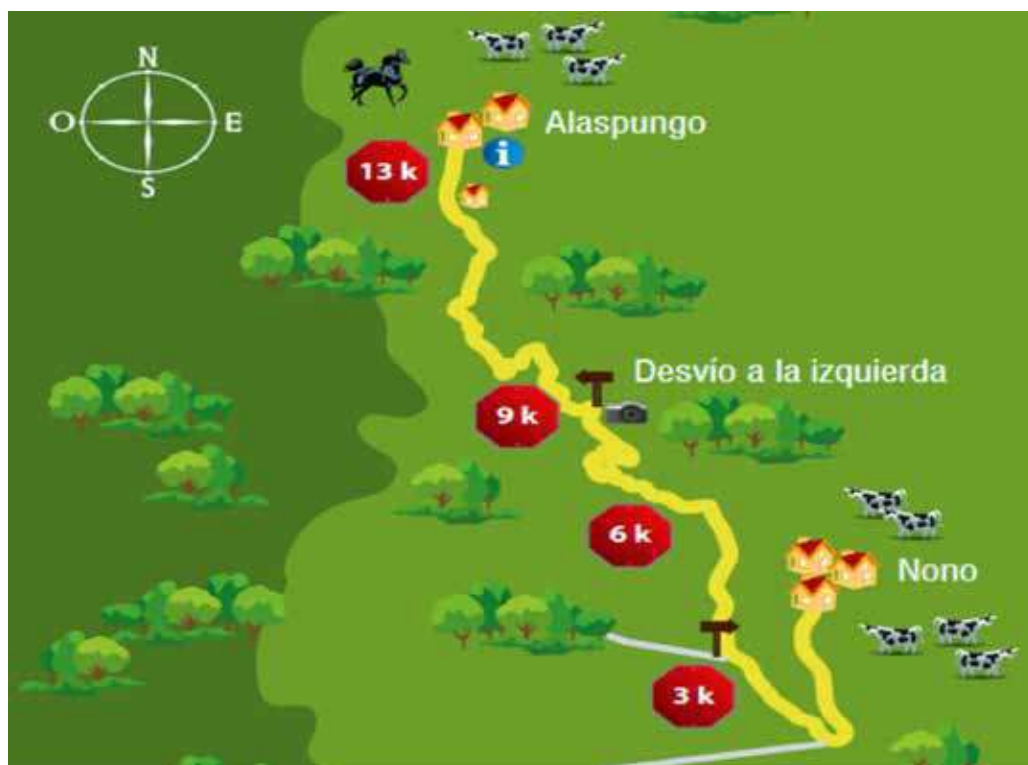 N
O E
S
Alaspungo
i
13 k
Desvío a la izquierda
9 k
6 k
Nono
3 k